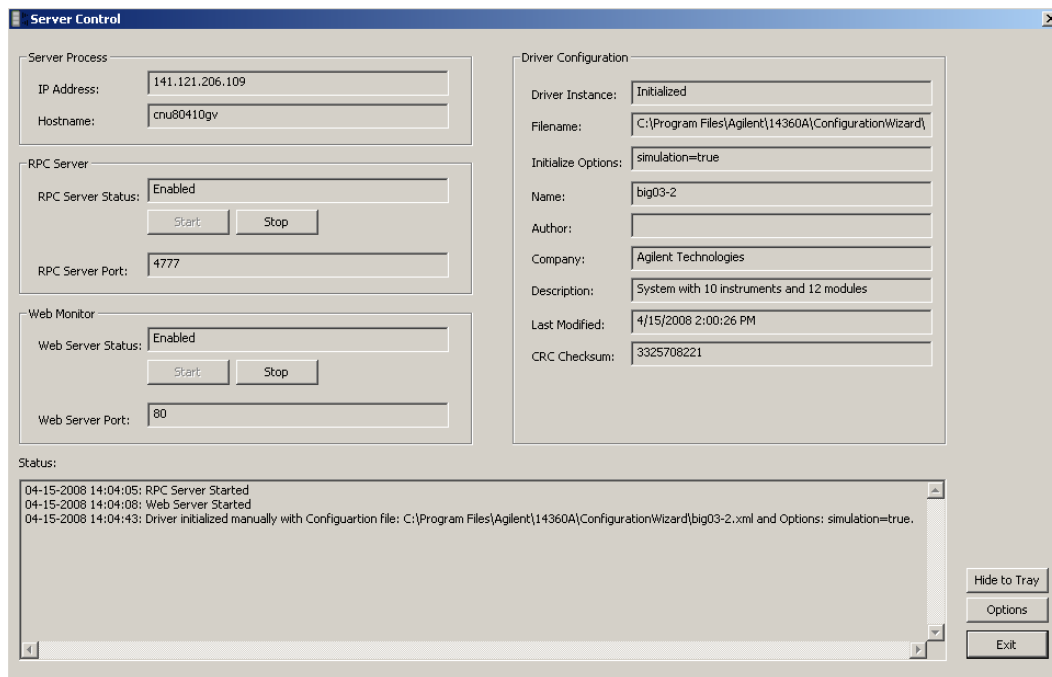 Server Control
Server Process
IP Address: 141.121.206.109
Hostname: cnu80410gv
RPC Server
RPC Server Status: Enabled
Start Stop
RPC Server Port: 4777
Web Monitor
Web Server Status: Enabled
Start Stop
Web Server Port: 80
Driver Configuration
Driver Instance: Initialized
Filename: C:\Program Files\Agilent\14360A\ConfigurationWizard\
Initialize Options: simulation=true
Name: big03-2
Author:
Company: Agilent Technologies
Description: System with 10 instruments and 12 modules
Last Modified: 4/15/2008 2:00:26 PM
CRC Checksum: 3325708221
Status:
04-15-2008 14:04:05: RPC Server Started
04-15-2008 14:04:08: Web Server Started
04-15-2008 14:04:43: Driver initialized manually with Configuartion file: C:\Program Files\Agilent\14360A\ConfigurationWizard\big03-2.xml and Options: simulation=true.
Hide to Tray
Options
Exit